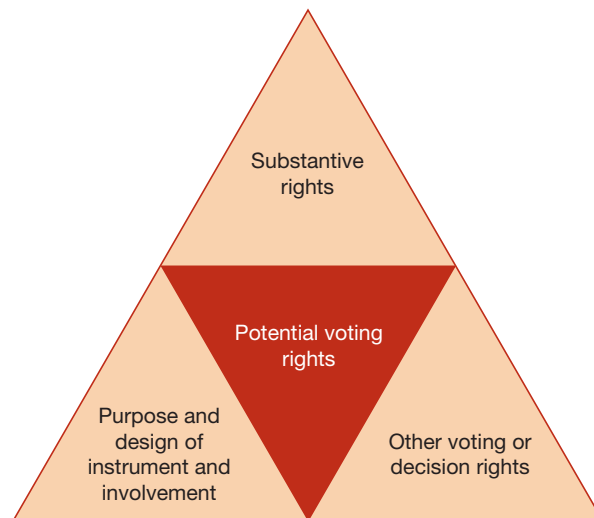 Substantive
rights
Potential voting
rights
Purpose and
design of
instrument and
involvement
Other voting or
decision rights